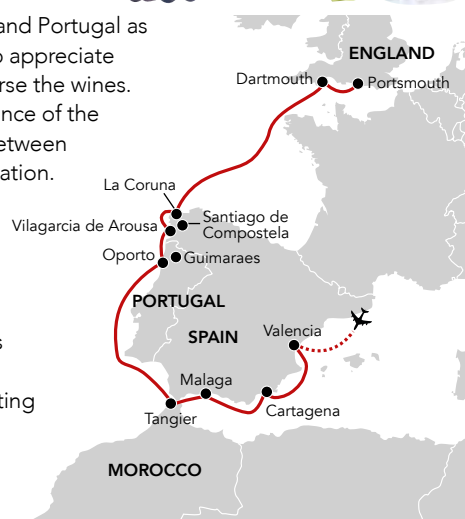 and Portugal as
appreciate
rse the wines.
nce of the
etween
ation.
ting
ENGLAND
Dartmouth
Portsmouth
La Coruna
Vilagarcia de Arousa
Santiago de
Compostela
Oporto
Guimaraes
PORTUGAL
SPAIN
Valencia
Malaga
Tangier
Cartagena
MOROCCO